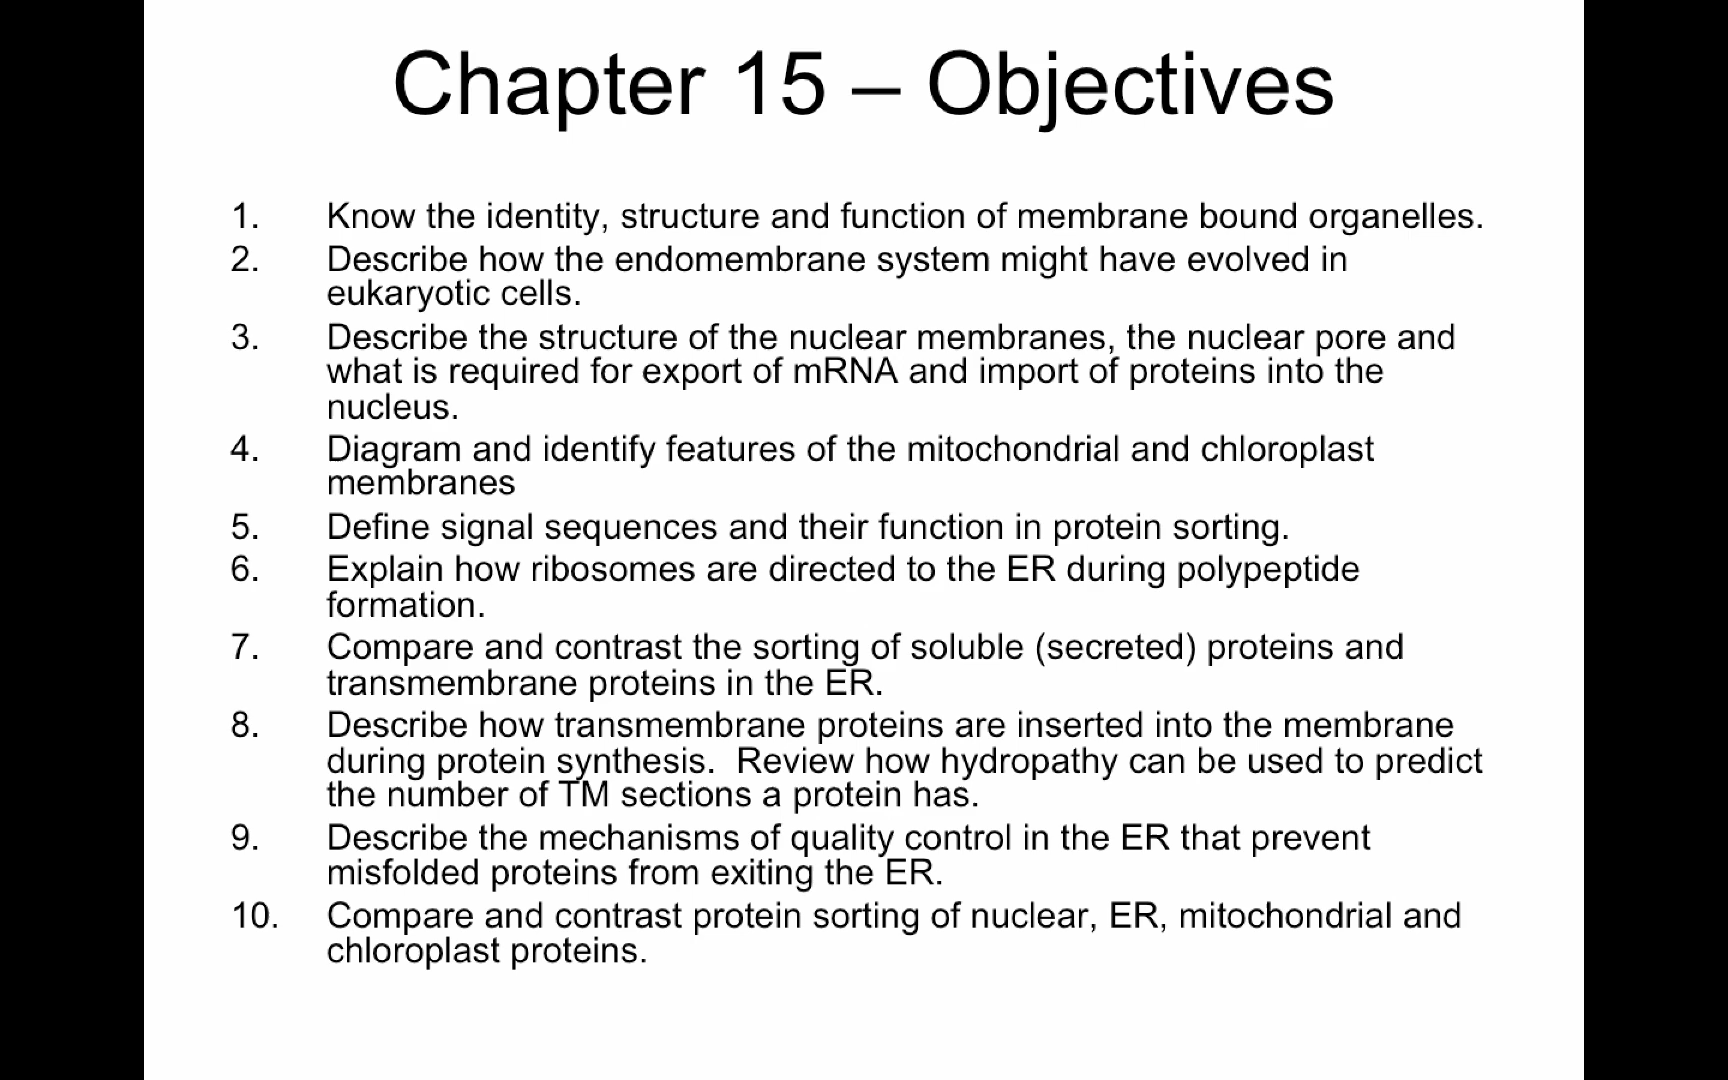 Chapter 15 – Objectives
1. Know the identity, structure and function of membrane bound organelles.
2. Describe how the endomembrane system might have evolved in
eukaryotic cells.
3. Describe the structure of the nuclear membranes, the nuclear pore and
what is required for export of mRNA and import of proteins into the
nucleus.
4. Diagram and identify features of the mitochondrial and chloroplast
membranes
5. Define signal sequences and their function in protein sorting.
6. Explain how ribosomes are directed to the ER during polypeptide
formation.
7. Compare and contrast the sorting of soluble (secreted) proteins and
transmembrane proteins in the ER.
8. Describe how transmembrane proteins are inserted into the membrane
during protein synthesis.  Review how hydropathy can be used to predict
the number of TM sections a protein has.
9. Describe the mechanisms of quality control in the ER that prevent
misfolded proteins from exiting the ER.
10. Compare and contrast protein sorting of nuclear, ER, mitochondrial and
chloroplast proteins.